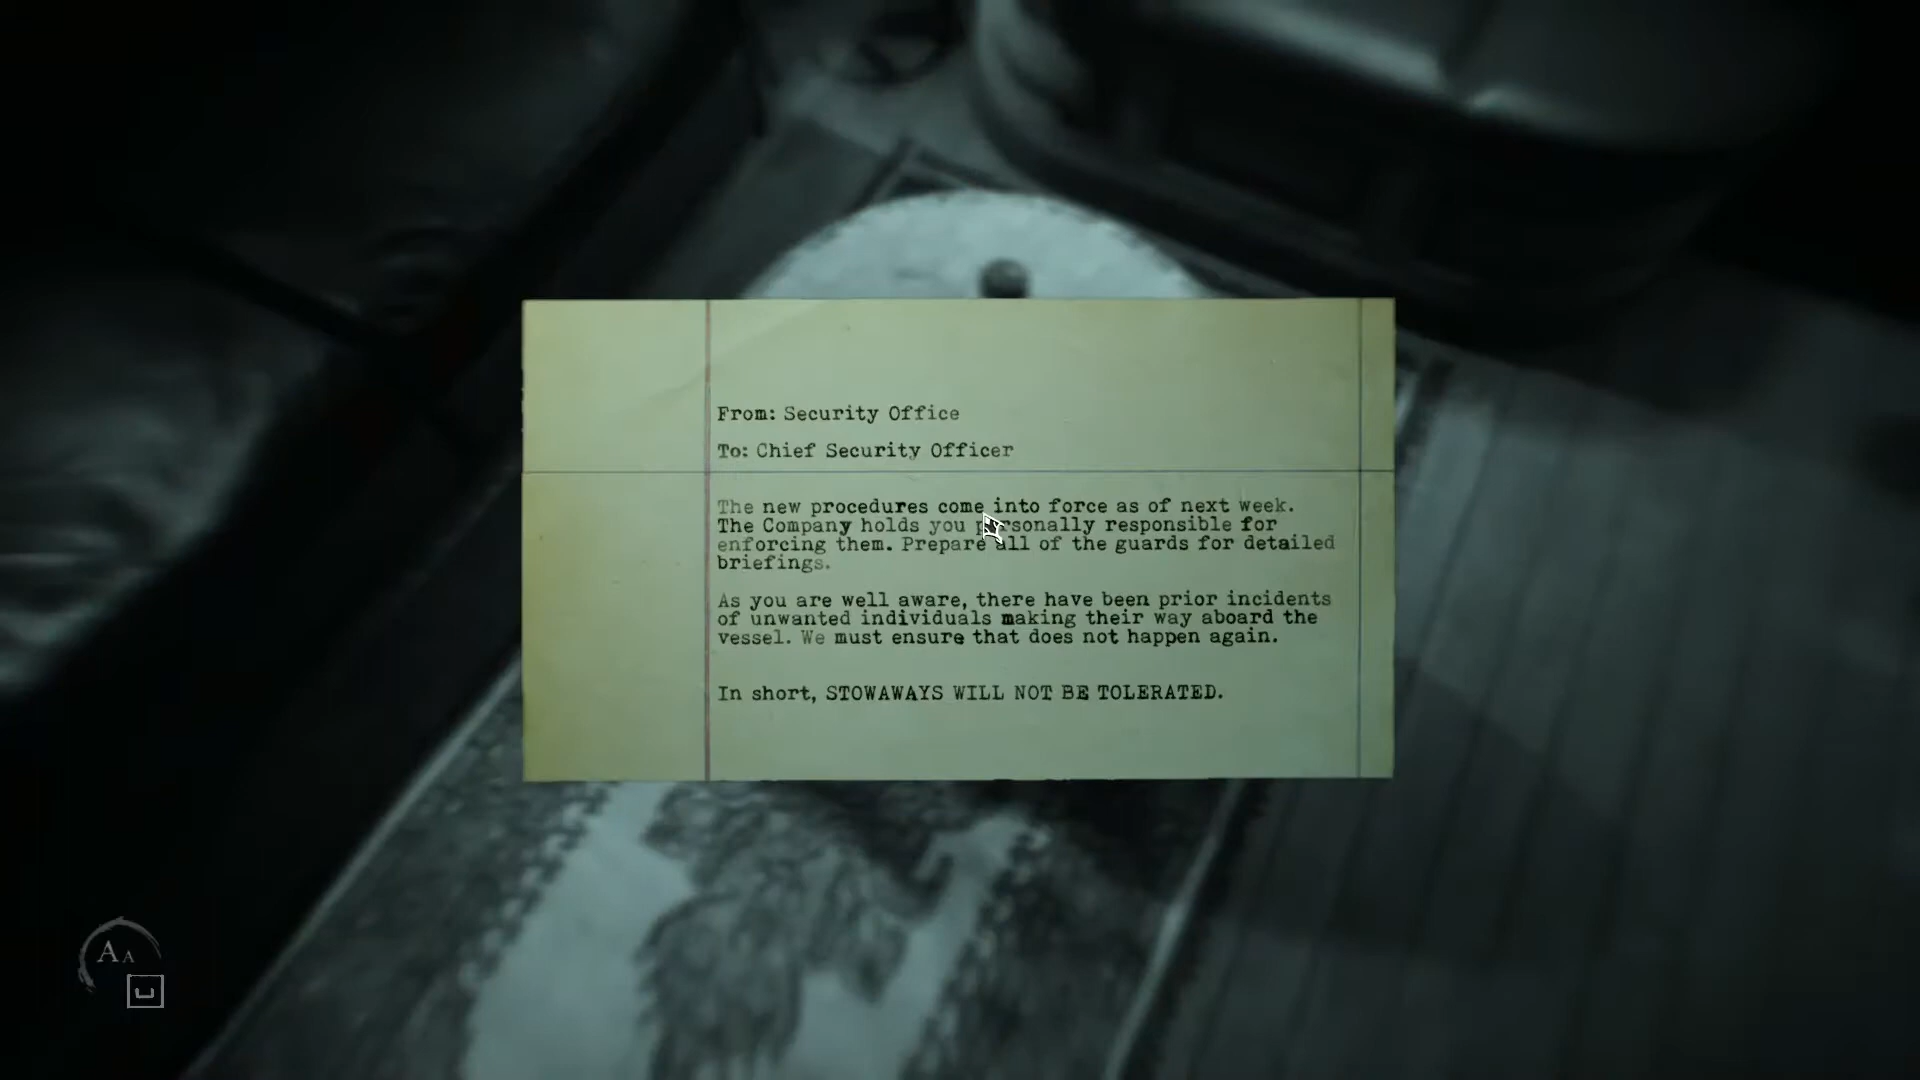 From: Security Office
To: Chief Security Officer
The new procedures come into force as of next week.
The Company holds you personally responsible for
enforcing them. Prepare all of the guards for detailed
briefings.
As you are well aware, there have been prior incidents
of unwanted individuals making their way aboard the
vessel. We must ensure that does not happen again.
In short, STOWAWAYS WILL NOT BE TOLERATED.
AA